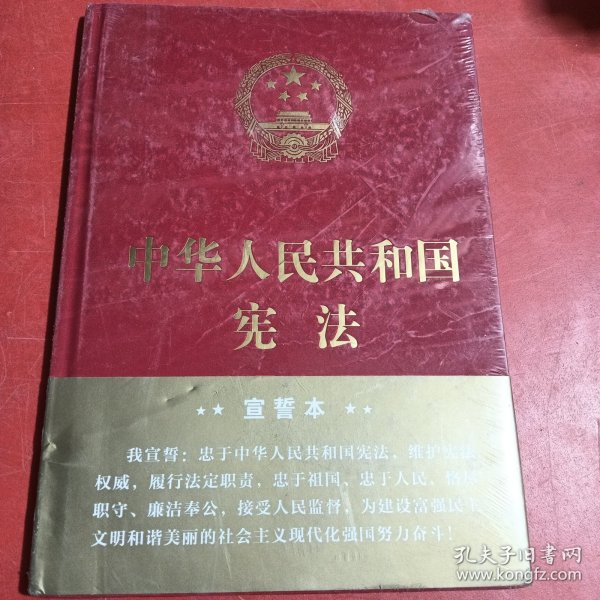 中华人民共和国
宪法
★★ 宣誓本 ★★
我宣誓：忠于中华人民共和国宪法，维护宪法
权威，履行法定职责，忠于祖国、忠于人民，恪尽
职守、廉洁奉公，接受人民监督，为建设富强民主
文明和谐美丽的社会主义现代化强国努力奋斗！
孔夫子旧书网
www.kongfz.com